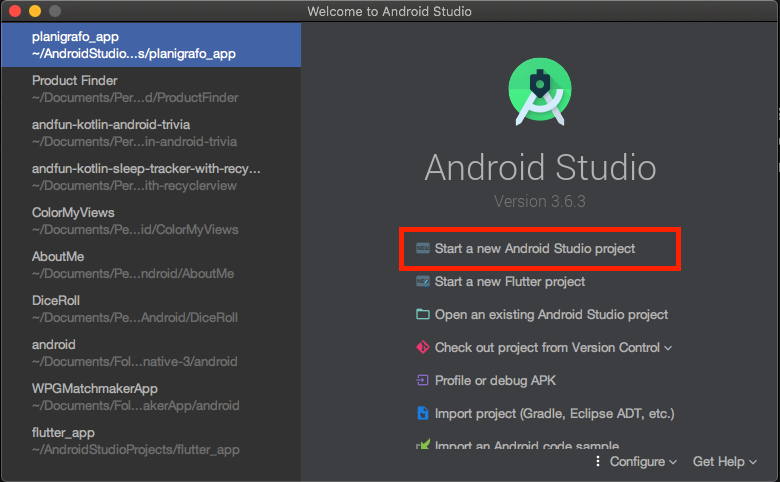 Welcome to Android Studio
planigrafo_app
~/AndroidStudio...s/planigrafo_app
Product Finder
~/Documents/Per...d/ProductFinder
andfun-kotlin-android-trivia
~/Documents/Per...in-android-trivia
andfun-kotlin-sleep-tracker-with-recy...
~/Documents/Per...ith-recyclerview
ColorMyViews
~/Documents/Pe...id/ColorMyViews
AboutMe
~/Documents/Pe...ndroid/AboutMe
DiceRoll
~/Documents/Pe...Android/DiceRoll
android
~/Documents/Fol...native-3/android
WPGMatchmakerApp
~/Documents/Fol...akerApp/android
flutter_app
~/AndroidStudioProjects/flutter_app
Android Studio
Version 3.6.3
Start a new Android Studio project
Start a new Flutter project
Open an existing Android Studio project
Check out project from Version Control
Profile or debug APK
Import project (Gradle, Eclipse ADT, etc.)
Import an Android code sample
Configure
Get Help